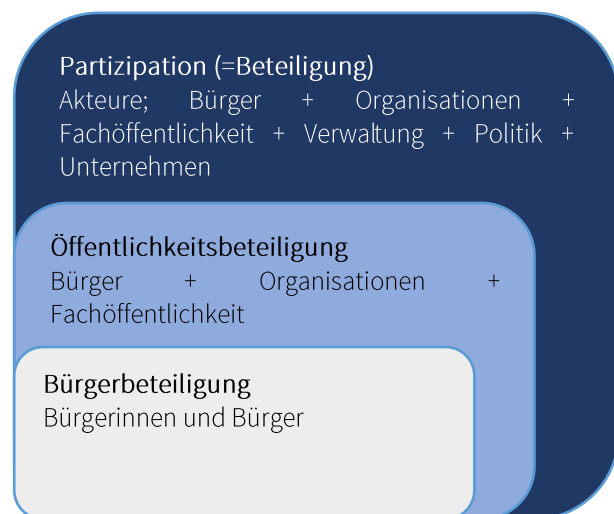 Partizipation (=Beteiligung)
Akteure; Bürger + Organisationen +
Fachöffentlichkeit + Verwaltung + Politik +
Unternehmen
Öffentlichkeitsbeteiligung
Bürger + Organisationen +
Fachöffentlichkeit
Bürgerbeteiligung
Bürgerinnen und Bürger